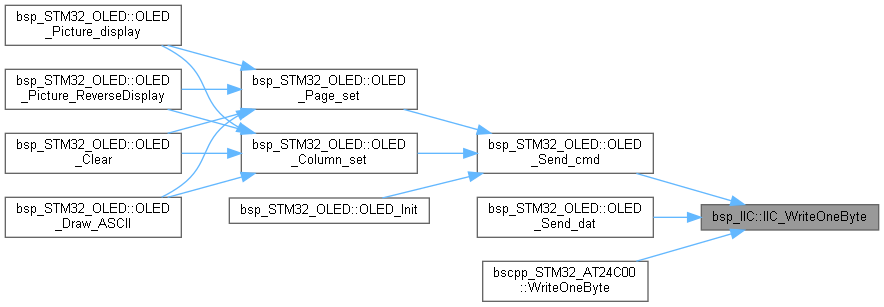 bsp_STM32_OLED::OLED
_Picture_display
bsp_STM32_OLED::OLED
_Picture_ReverseDisplay
bsp_STM32_OLED::OLED
_Clear
bsp_STM32_OLED::OLED
_Draw_ASCII
bsp_STM32_OLED::OLED
_Page_set
bsp_STM32_OLED::OLED
_Column_set
bsp_STM32_OLED::OLED_Init
bsp_STM32_OLED::OLED
_Send_cmd
bsp_STM32_OLED::OLED
_Send_dat
bscpp_STM32_AT24C00
::WriteOneByte
bsp_IIC::IIC_WriteOneByte